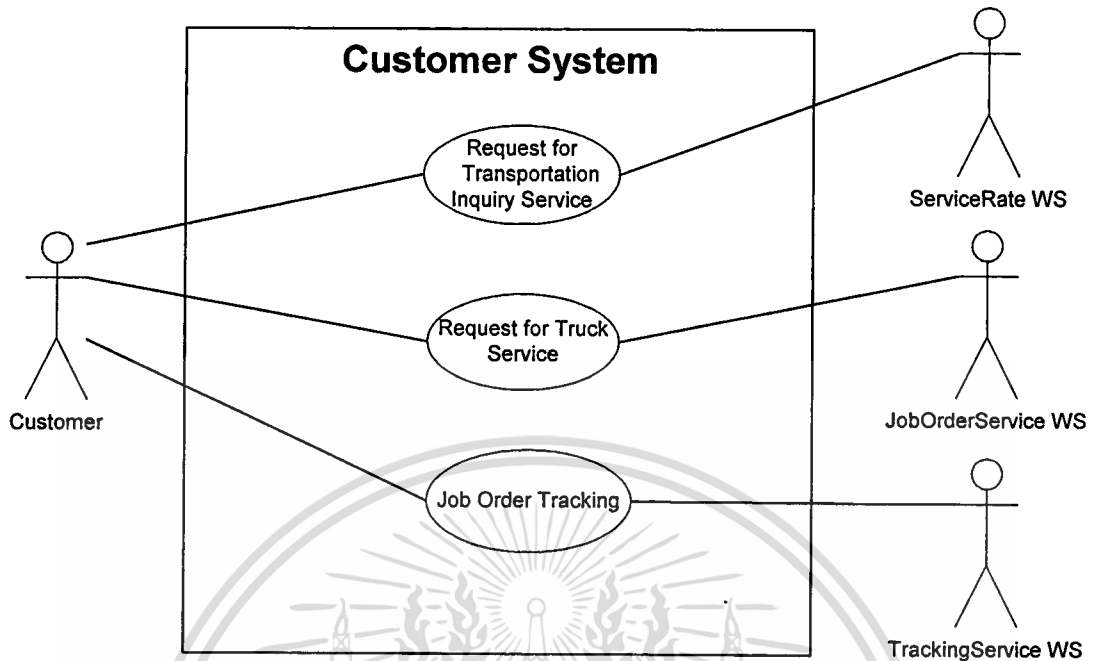 Customer System
Request for
Transportation
Inquiry Service
ServiceRate WS
Request for Truck
Service
Customer
JobOrderService WS
Job Order Tracking
TrackingService WS